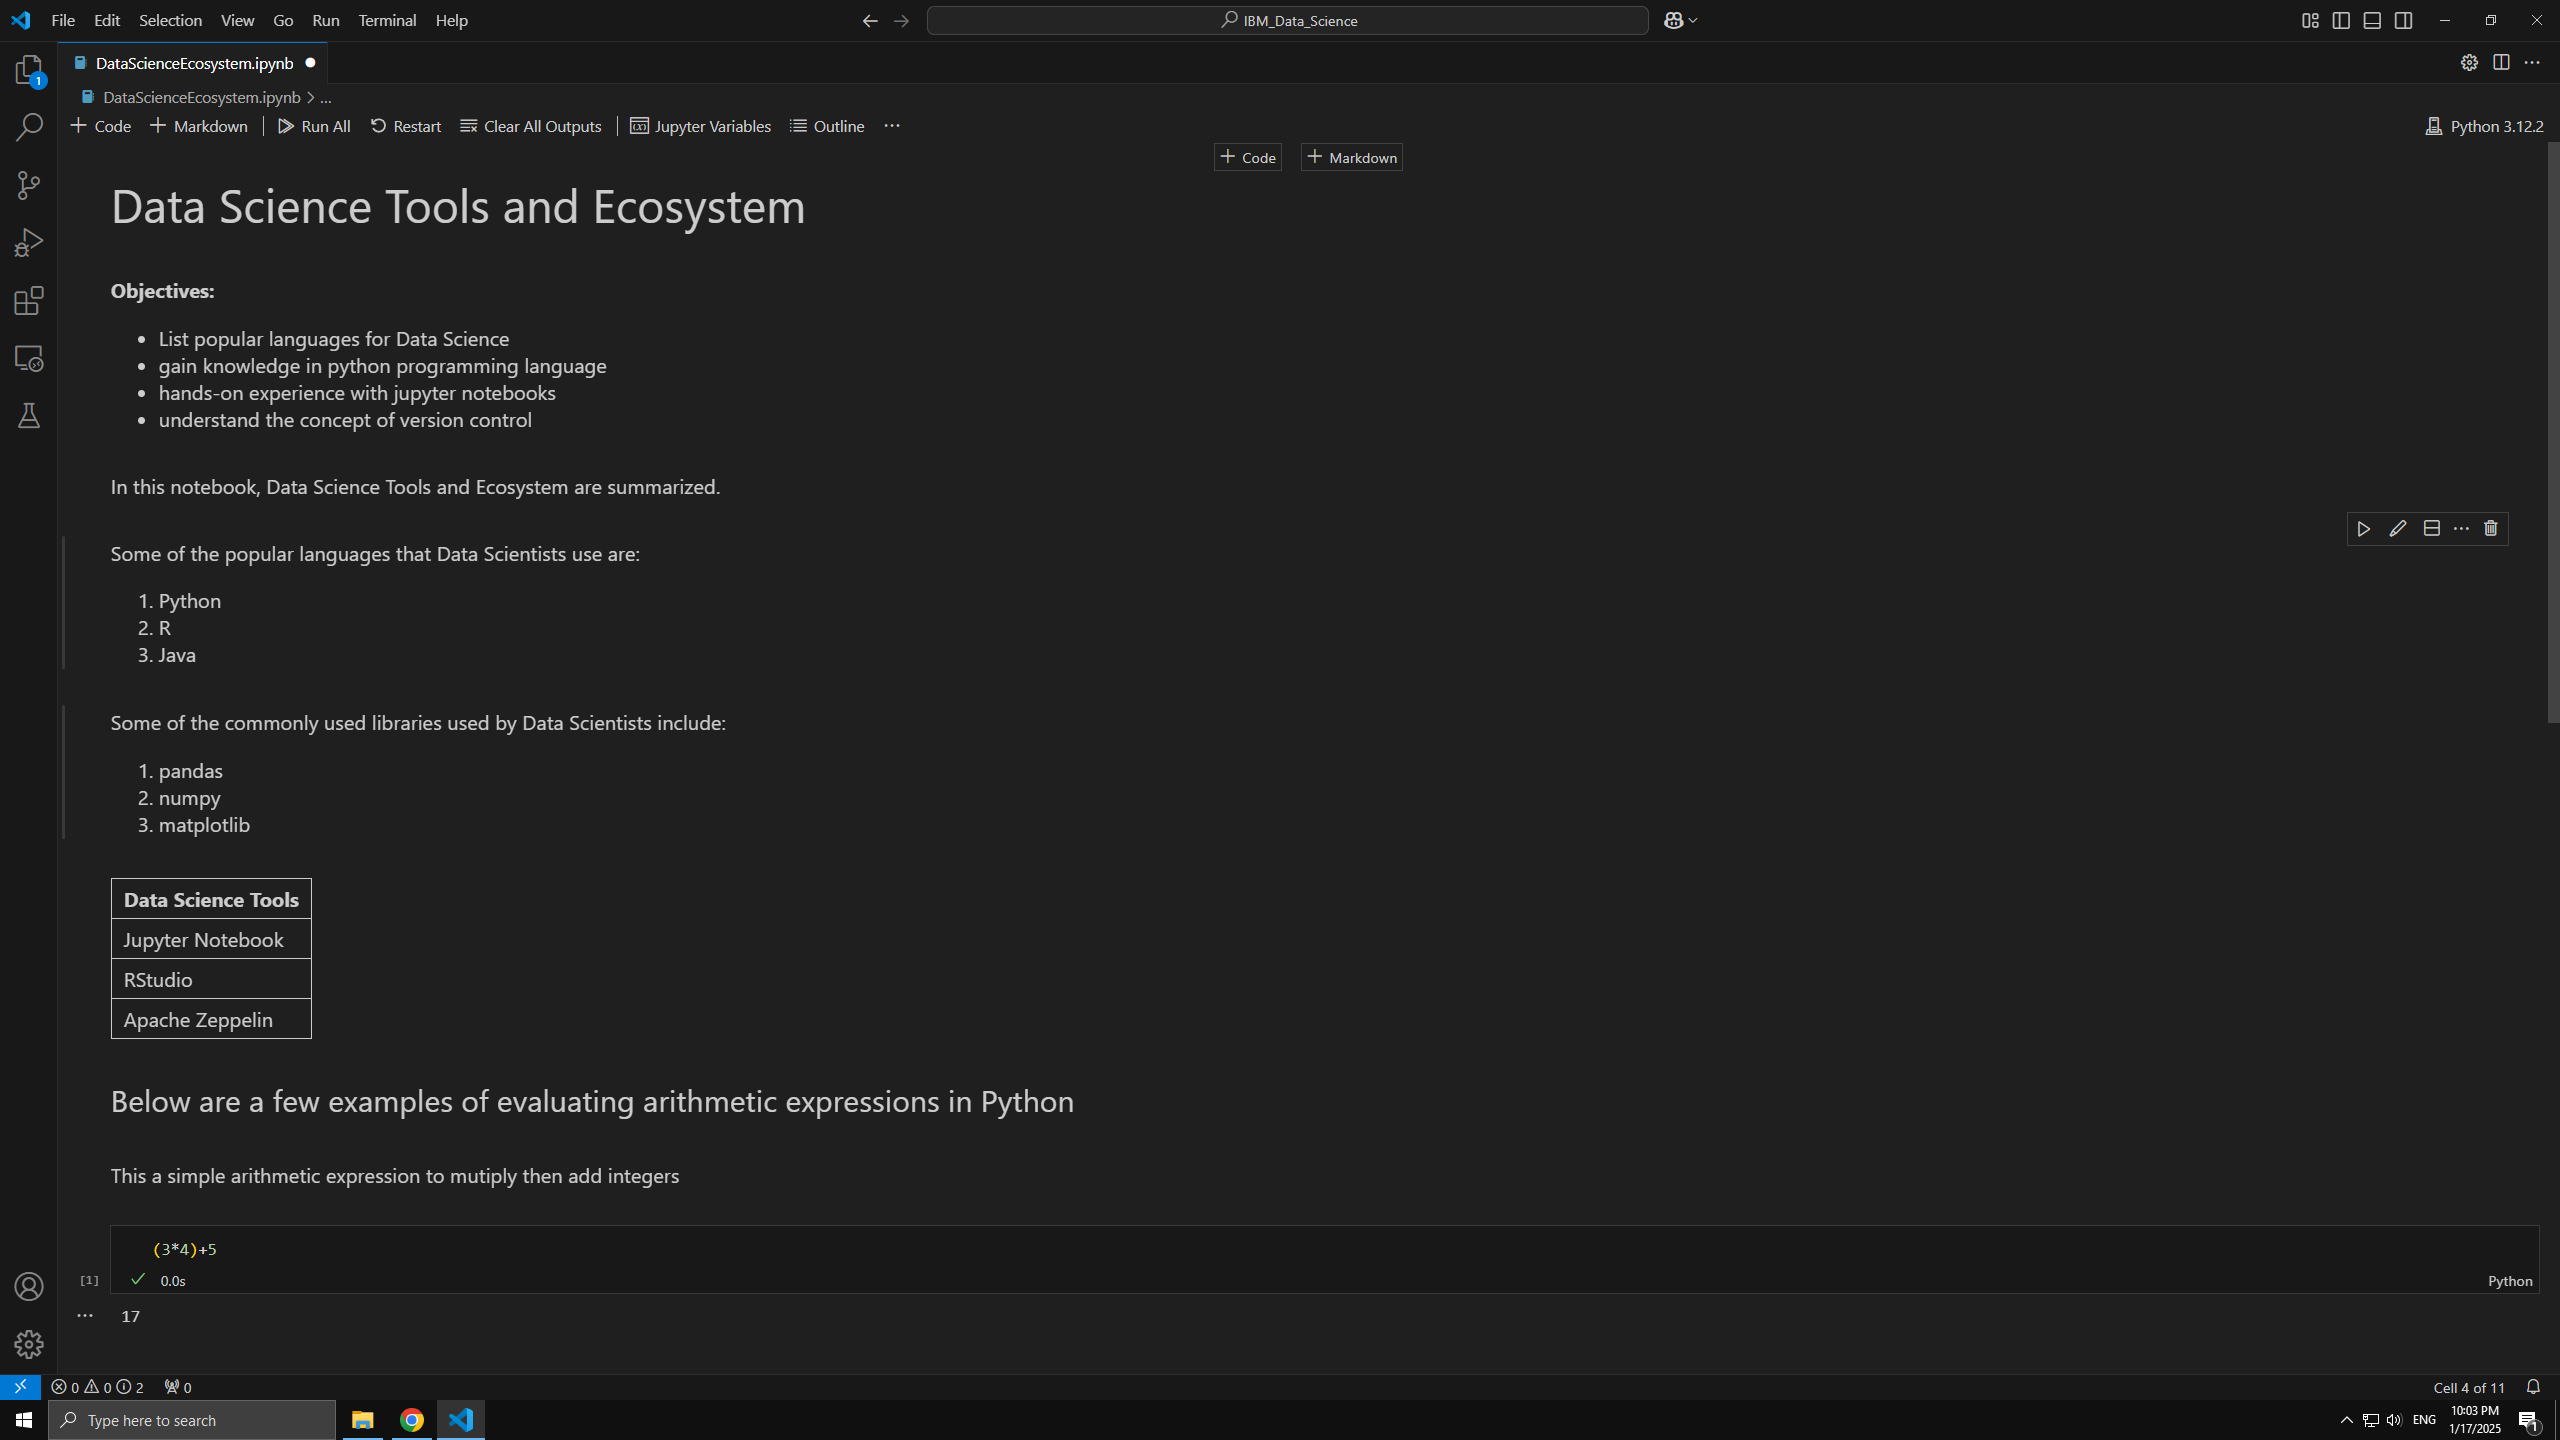 File Edit Selection View Go Run Terminal Help
IBM_Data_Science
DataScienceEcosystem.ipynb
1
DataScienceEcosystem.ipynb > ...
Code Markdown Run All Restart Clear All Outputs Jupyter Variables Outline ...
Python 3.12.2
Code Markdown
Data Science Tools and Ecosystem
Objectives:
• List popular languages for Data Science
• gain knowledge in python programming language
• hands-on experience with jupyter notebooks
• understand the concept of version control
In this notebook, Data Science Tools and Ecosystem are summarized.
Some of the popular languages that Data Scientists use are:
1. Python
2. R
3. Java
Some of the commonly used libraries used by Data Scientists include:
1. pandas
2. numpy
3. matplotlib
Data Science Tools
Jupyter Notebook
RStudio
Apache Zeppelin
Below are a few examples of evaluating arithmetic expressions in Python
This a simple arithmetic expression to mutiply then add integers
(3*4)+5
[1] 0.0s
Python
... 17
0 0 2 0
Cell 4 of 11
Type here to search
ENG
10:03 PM
1/17/2025
1